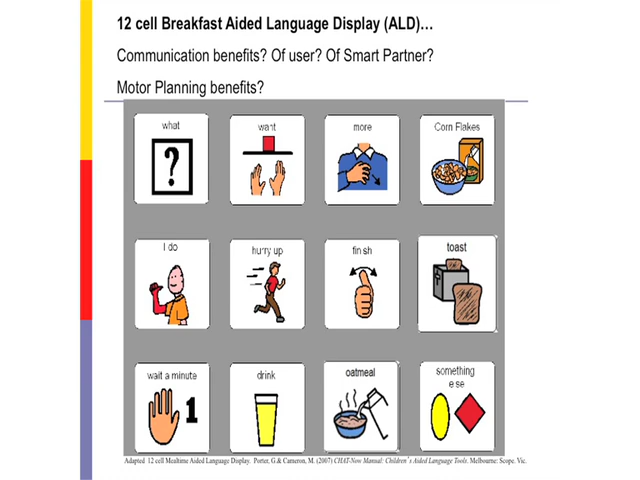 12 cell Breakfast Aided Language Display (ALD)…
Communication benefits? Of user? Of Smart Partner?
Motor Planning benefits?
what want more Corn Flakes
?
I do hurry up finish toast
wait a minute drink oatmeal something
e se
1
Adapted 12 cell Mealtime Aided Language Display. Porter, G.& Cameron, M. (2007) CHAT-Now Manual: Children's Aided Language Tools. Melbourne: Scope. Vic.